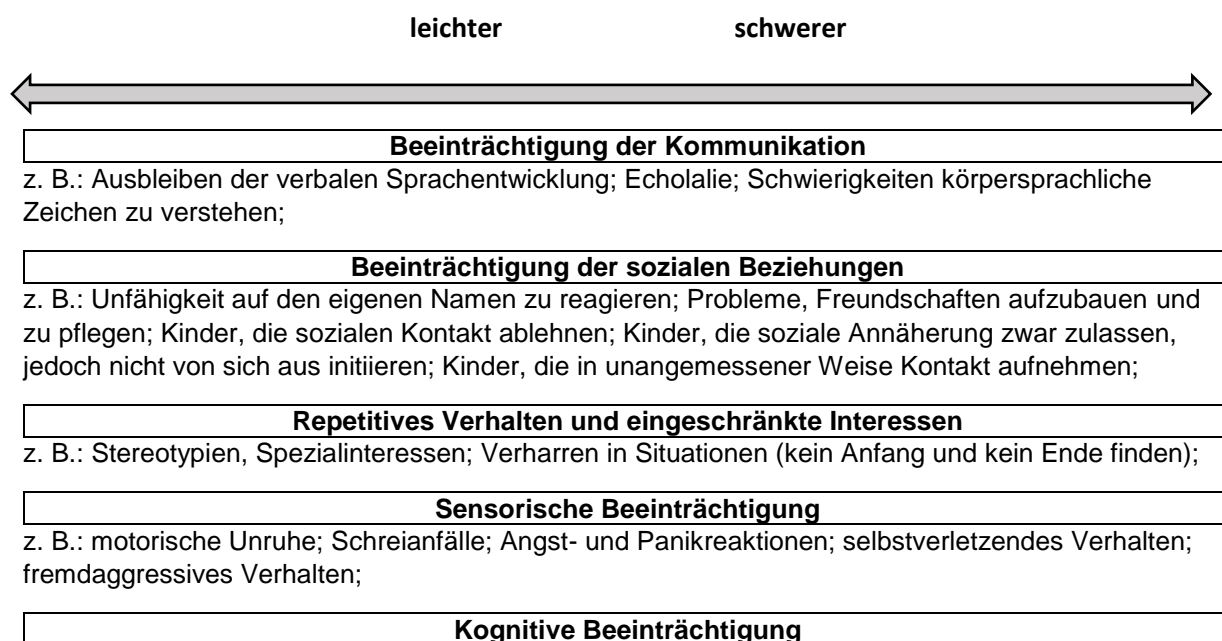 leichter schwerer
Beeinträchtigung der Kommunikation
z. B.: Ausbleiben der verbalen Sprachentwicklung; Echolalie; Schwierigkeiten körpersprachliche
Zeichen zu verstehen;
Beeinträchtigung der sozialen Beziehungen
z. B.: Unfähigkeit auf den eigenen Namen zu reagieren; Probleme, Freundschaften aufzubauen und
zu pflegen; Kinder, die sozialen Kontakt ablehnen; Kinder, die soziale Annäherung zwar zulassen,
jedoch nicht von sich aus initiieren; Kinder, die in unangemessener Weise Kontakt aufnehmen;
Repetitives Verhalten und eingeschränkte Interessen
z. B.: Stereotypien, Spezialinteressen; Verharren in Situationen (kein Anfang und kein Ende finden);
Sensorische Beeinträchtigung
z. B.: motorische Unruhe; Schreianfälle; Angst- und Panikreaktionen; selbstverletzendes Verhalten;
fremdaggressives Verhalten;
Kognitive Beeinträchtigung